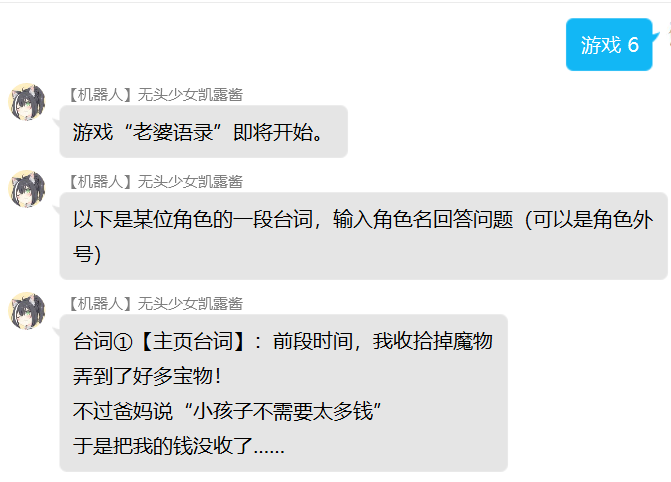 游戏 6
【机器人】无头少女凯露酱
游戏“老婆语录”即将开始。
【机器人】无头少女凯露酱
以下是某位角色的一段台词，输入角色名回答问题（可以是角色外
号）
【机器人】无头少女凯露酱
台词①【主页台词】：前段时间，我收拾掉魔物
弄到了好多宝物！
不过爸妈说“小孩子不需要太多钱”
于是把我的钱没收了……